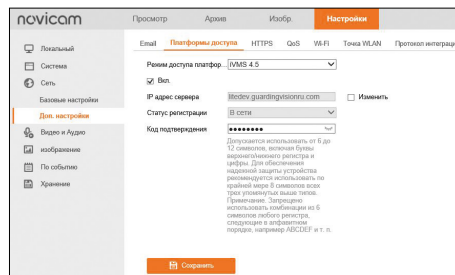 novicam
Просмотр Архив Изобр. Настройки
Локальный
Система
Сеть
Базовые настройки
Доп. настройки
Видео и Аудио
изображение
По событию
Хранение
Email Платформы доступа HTTPS QoS Wi-Fi Точка WLAN Протокол интеграци
Режим доступа платфор... IVMS 4.5
Вкл.
IP адрес сервера litedev.guardingvisionru.com Изменить
Статус регистрации В сети
Код подтверждения ••••••••
Допускается использовать от 6 до
12 символов, включая буквы
верхнего/нижнего регистра и
цифры. Для обеспечения
надежной защиты устройства
рекомендуется использовать по
крайней мере 8 символов всех
трех упомянутых выше типов.
Примечание. Запрещено
использовать комбинации из 6
символов любого регистра,
следующие в алфавитном
порядке, например ABCDEF и т. п.
Сохранить